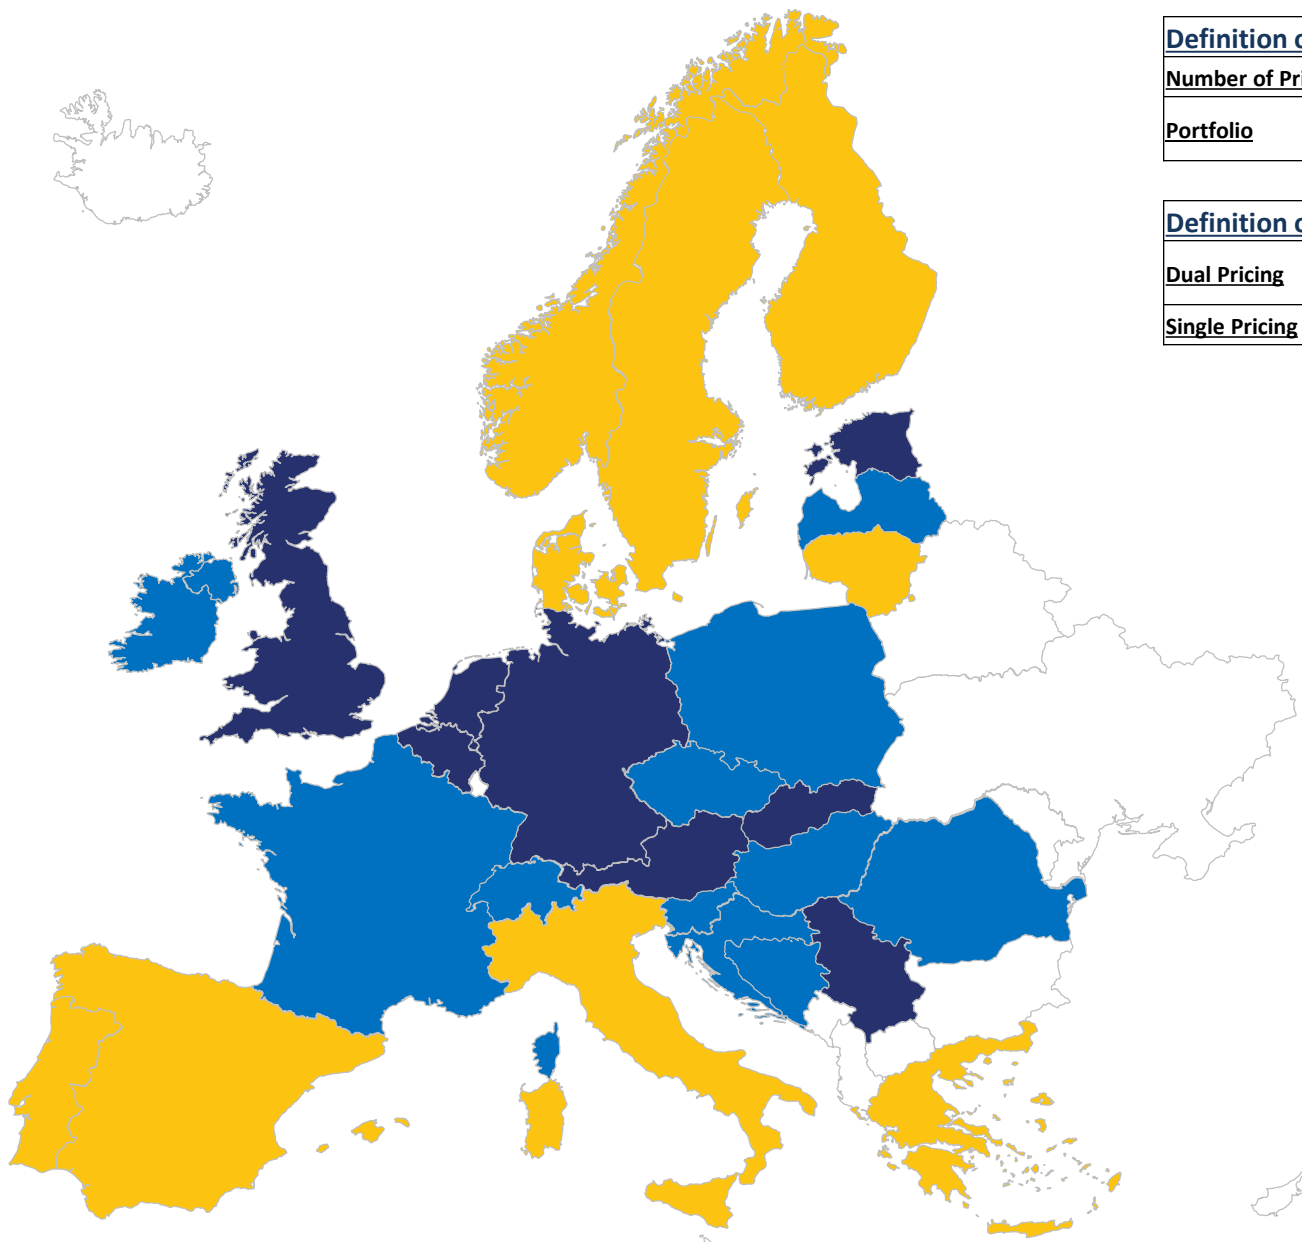 Definition
Number of
Portfolio
Definition
Dual Pricing
Single Pricing